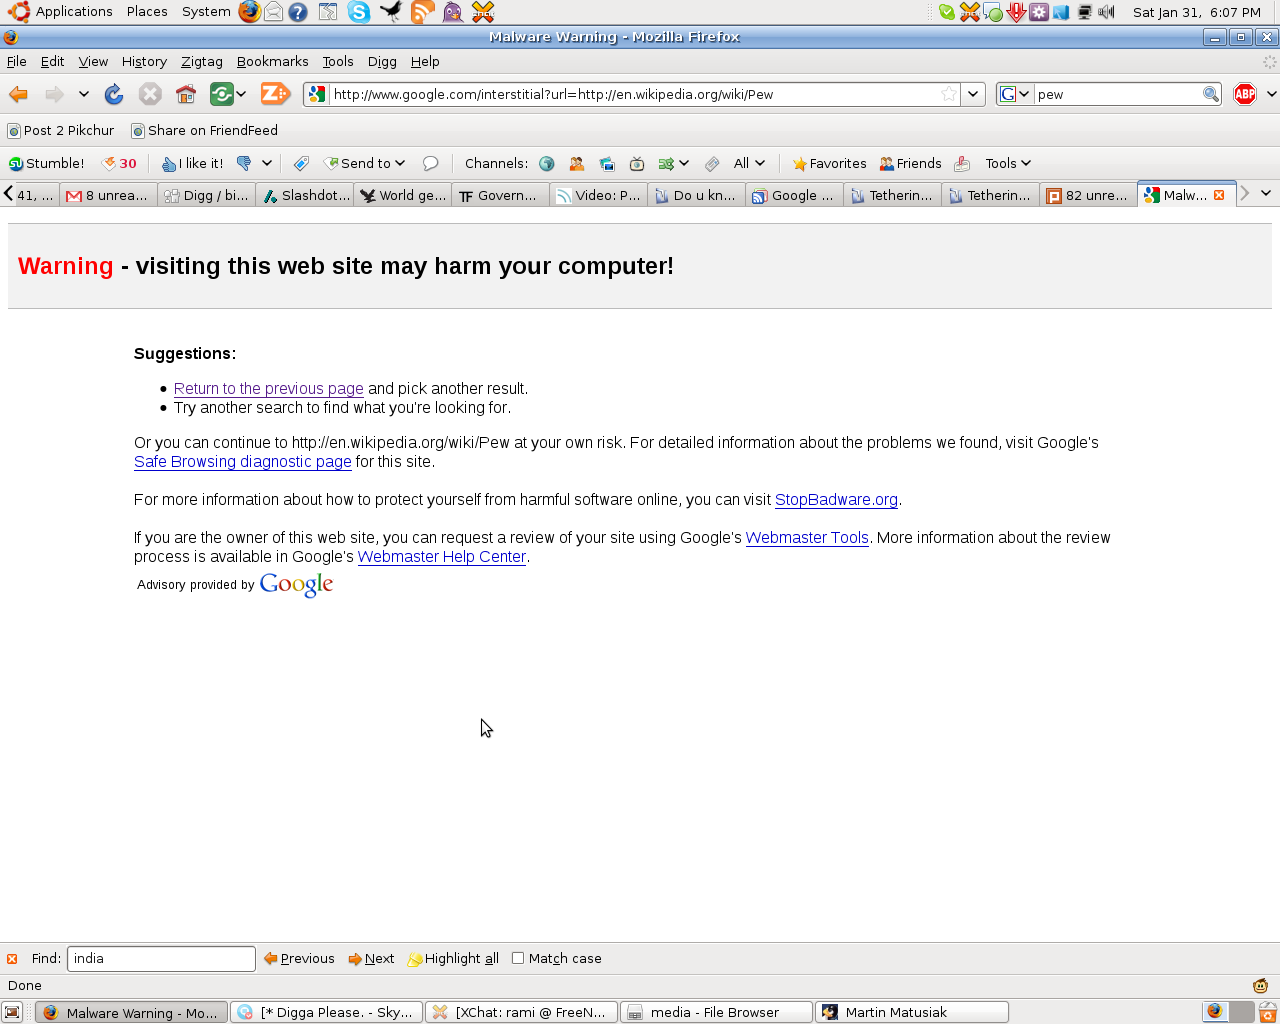 Applications Places System Sat Jan 31, 6:07 PM
Malware Warning - Mozilla Firefox
File Edit View History Zigtag Bookmarks Tools Digg Help
http://www.google.com/interstitial?url=http://en.wikipedia.org/wiki/Pew pew ABP
Post 2 Pikchur Share on FriendFeed
Stumble! 30 I like it! Send to Channels: All Favorites Friends Tools
41, ... 8 unrea... Digg / bi... Slashdot... World ge... Govern... Video: P... Do u kn... Google ... Tetherin... Tetherin... 82 unre... Malw...
Warning - visiting this web site may harm your computer!
Suggestions:
Return to the previous page and pick another result.
Try another search to find what you're looking for.
Or you can continue to http://en.wikipedia.org/wiki/Pew at your own risk. For detailed information about the problems we found, visit Google's
Safe Browsing diagnostic page for this site.
For more information about how to protect yourself from harmful software online, you can visit StopBadware.org.
If you are the owner of this web site, you can request a review of your site using Google's Webmaster Tools. More information about the review
process is available in Google's Webmaster Help Center.
Advisory provided by Google
Find: india Previous Next Highlight all Match case
Done
Malware Warning - Mo... [* Digga Please. - Sky... [XChat: rami @ FreeN... media - File Browser Martin Matusiak